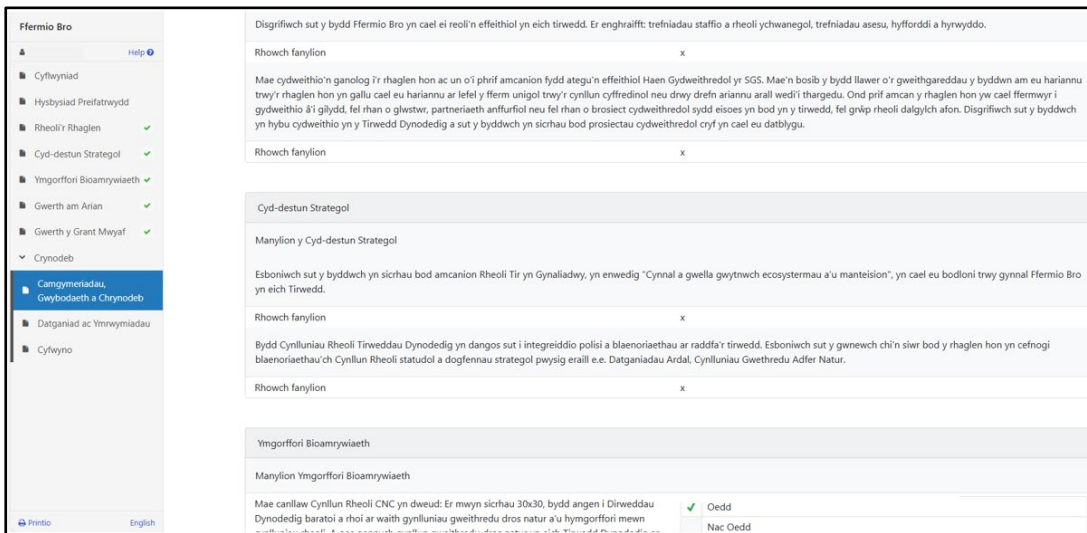 Ffermio Bro
Help
Cyflwyniad
Hysbysiad Preifatrwydd
Rheoli'r Rhaglen
Cyd-destun Strategol
Ymgorffori Bioamrywiaeth
Gwerth am Arian
Gwerth y Grant Mwyaf
Crynodeb
Camgymeriadau,
Gwybodaeth a Chrynodeb
Datganiad ac Ymrwymiadau
Cyfwyno
Printio English
Disgrifiwch sut y bydd Ffermio Bro yn cael ei reoli'n effeithiol yn eich tirwedd. Er enghraifft: trefniadau staffio a rheoli ychwanegol, trefniadau asesu, hyfforddi a hyrwyddo.
Rhowch fanylion x
Mae cydweithio'n ganolog i'r rhaglen hon ac un o'i phrif amcanion fydd ategu'n effeithiol Haen Gydweithredol yr SGS. Mae'n bosib y bydd llawer o'r gweithgareddau y byddwn am eu hariannu
trwy'r rhaglen hon yn gallu cael eu hariannu ar lefel y fferm unigol trwy'r cynllun cyffredinol neu drwy drefn ariannu arall wedi'i thargedu. Ond prif amcan y rhaglen hon yw cael ffermwyr i
gydweithio â'i gilydd, fel rhan o glwstwr, partneriaeth anffurfiol neu fel rhan o brosiect cydweithredol sydd eisoes yn bod yn y tirwedd, fel grŵp rheoli dalgylch afon. Disgrifiwch sut y byddwch
yn hybu cydweithio yn y Tirwedd Dynodedig a sut y byddwch yn sicrhau bod prosiectau cydweithredol cryf yn cael eu datblygu.
Rhowch fanylion x
Cyd-destun Strategol
Manylion y Cyd-destun Strategol
Esboniwch sut y byddwch yn sicrhau bod amcanion Rheoli Tir yn Gynaliadwy, yn enwedig "Cynnal a gwella gwytnwch ecosystermau a'u manteision", yn cael eu bodloni trwy gynnal Ffermio Bro
yn eich Tirwedd.
Rhowch fanylion x
Bydd Cynlluniau Rheoli Tirweddau Dynodedig yn dangos sut i integreiddio polisi a blaenoriaethau ar raddfa'r tirwedd. Esboniwch sut y gwnewch chi'n siwr bod y rhaglen hon yn cefnogi
blaenoriaethau'ch Cynllun Rheoli statudol a dogfennau strategol pwysig eraill e.e. Datganiadau Ardal, Cynlluniau Gwethredu Adfer Natur.
Rhowch fanylion x
Ymgorffori Bioamrywiaeth
Manylion Ymgorffori Bioamrywiaeth
Mae canllaw Cynllun Rheoli CNC yn dweud: Er mwyn sicrhau 30x30, bydd angen i Dirweddau
Dynodedig baratoi a rhoi ar waith gynlluniau gweithredu dros natur a'u hymgorffori mewn
Oedd
Nac Oedd